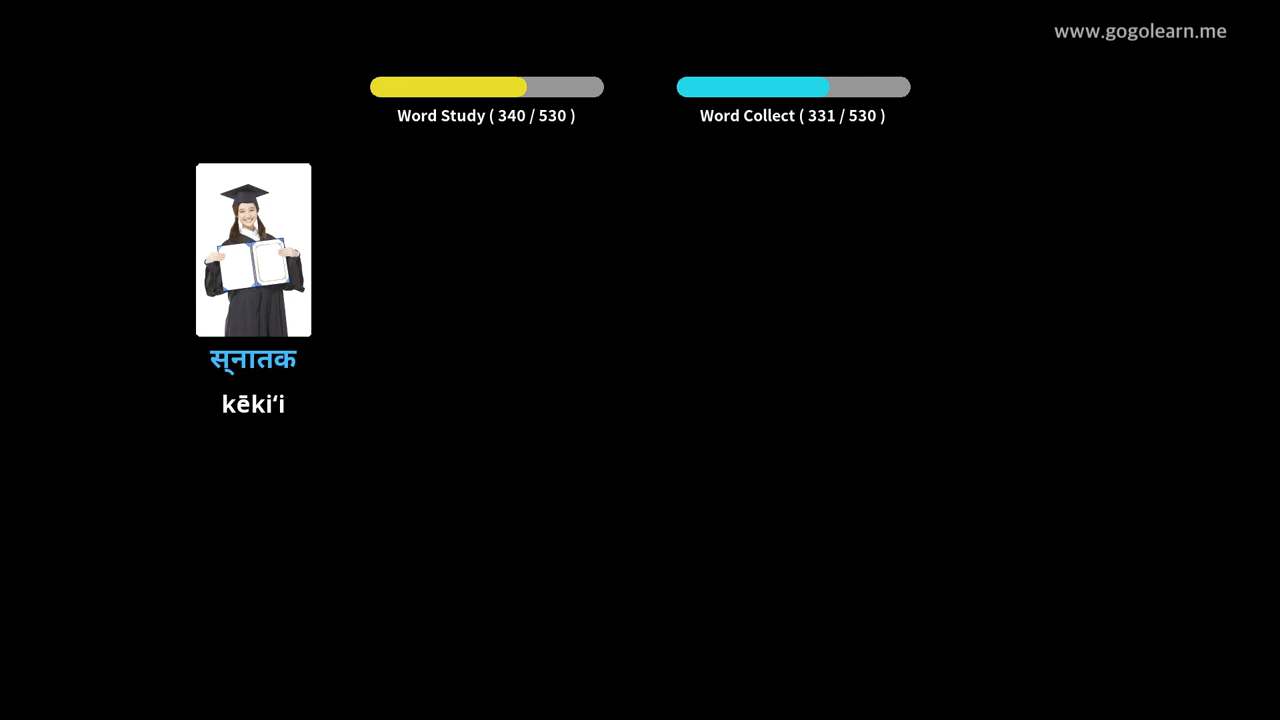 www.gogolearn.me
Word Study ( 340 / 530 )
Word Collect ( 331 / 530 )
स्नातक
kēkiʻi